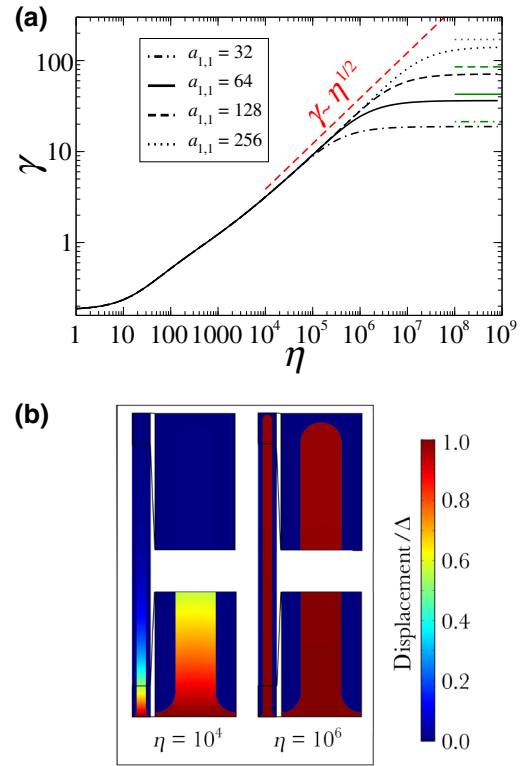 (a)
a₁,₁ = 32
a₁,₁ = 64
a₁,₁ = 128
a₁,₁ = 256
γ~ η^1/2
100
10
1
γ
1 10 100 1000 10⁴ 10⁵ 10⁶ 10⁷ 10⁸ 10⁹
η
(b)
η = 10⁴
η = 10⁶
1.0
0.8
0.6
0.4
0.2
0.0
Displacement/Δ